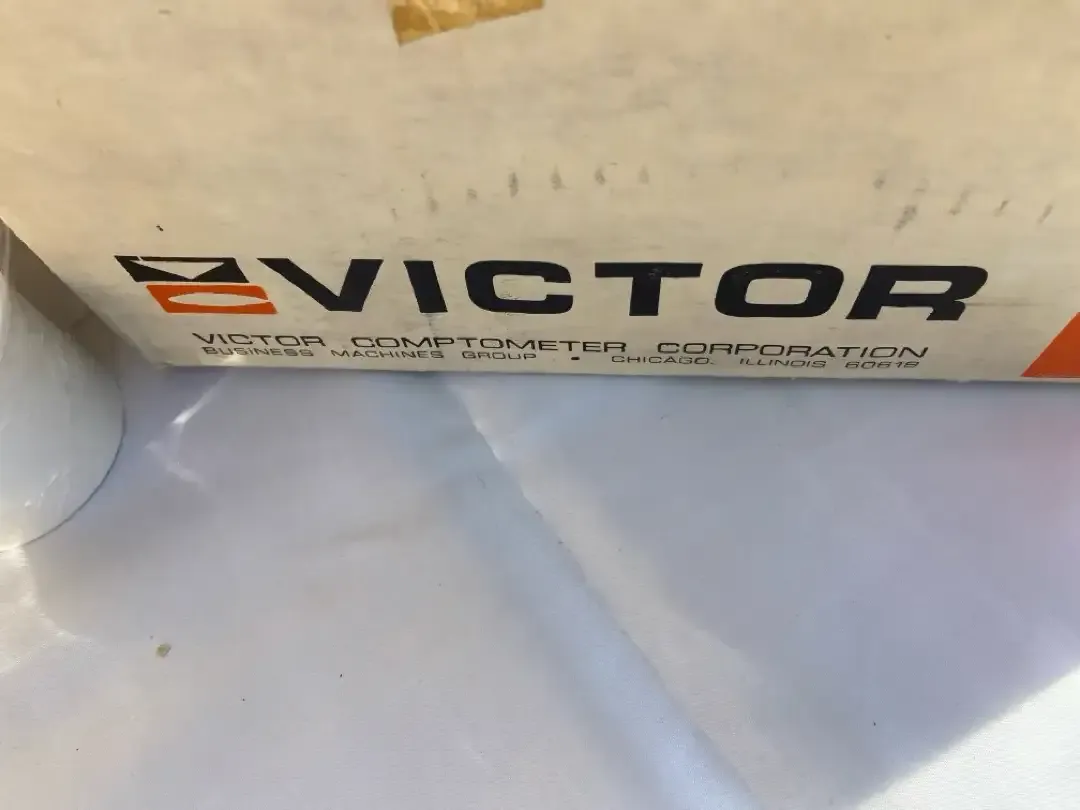 VICTOR
VICTOR COMPTOMETER CORPORATION
BUSINESS MACHINES GROUP • CHICAGO, ILLINOIS 60618